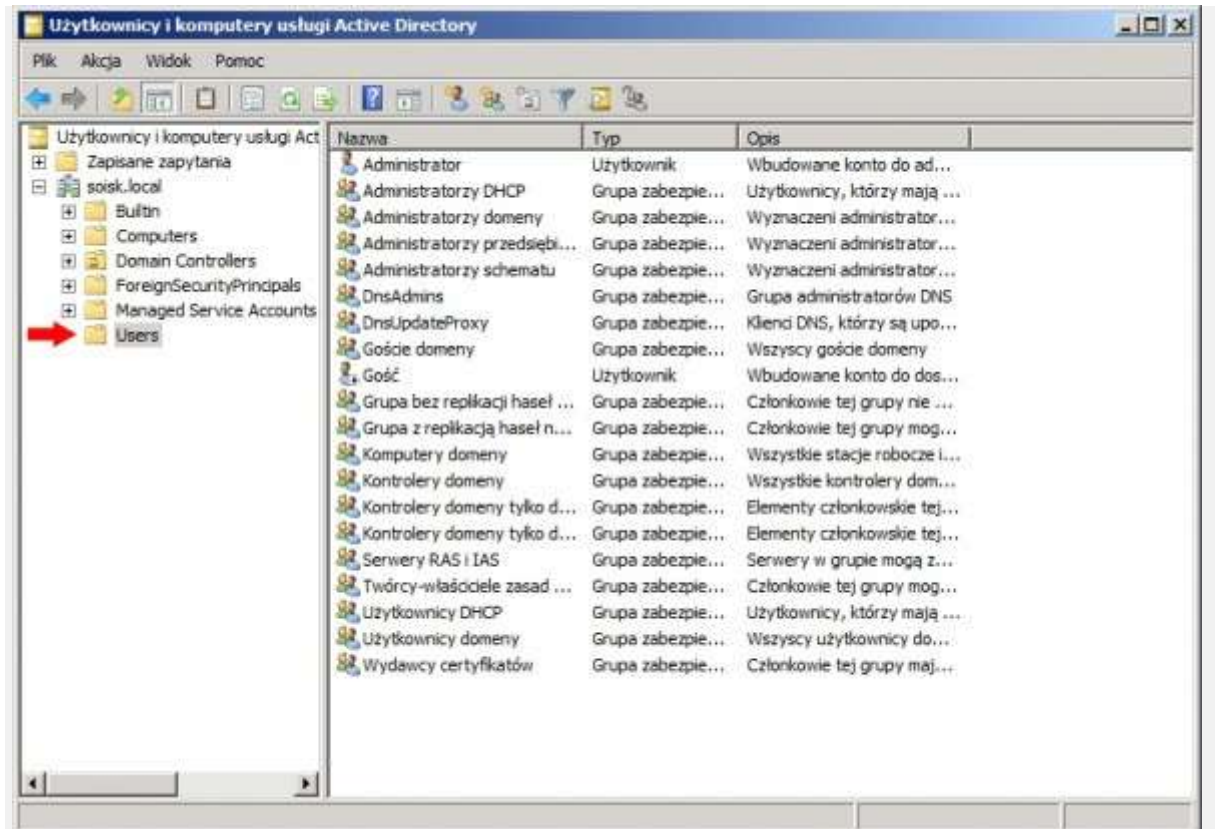 Użytkownicy i komputery usługi Active Directory
Plik Akcja Widok Pomoc
Użytkownicy i komputery usługi Act
Zapisane zapytania
soisk.local
Builtin
Computers
Domain Controllers
ForeignSecurityPrincipals
Managed Service Accounts
Users
Nazwa Typ Opis
Administrator Użytkownik Wbudowane konto do ad...
Administratorzy DHCP Grupa zabezpie... Użytkownicy, którzy mają ...
Administratorzy domeny Grupa zabezpie... Wyznaczeni administrator...
Administratorzy przedsiębi... Grupa zabezpie... Wyznaczeni administrator...
Administratorzy schematu Grupa zabezpie... Wyznaczeni administrator...
DnsAdmins Grupa zabezpie... Grupa administratorów DNS
DnsUpdateProxy Grupa zabezpie... Klienci DNS, którzy są upo...
Goście domeny Grupa zabezpie... Wszyscy goście domeny
Gość Użytkownik Wbudowane konto do dos...
Grupa bez replikacji haseł ... Grupa zabezpie... Członkowie tej grupy nie ...
Grupa z replikacją haseł n... Grupa zabezpie... Członkowie tej grupy mog...
Komputery domeny Grupa zabezpie... Wszystkie stacje robocze i...
Kontrolery domeny Grupa zabezpie... Wszystkie kontrolery dom...
Kontrolery domeny tylko d... Grupa zabezpie... Elementy członkowskie tej...
Kontrolery domeny tylko d... Grupa zabezpie... Elementy członkowskie tej...
Serwery RAS i IAS Grupa zabezpie... Serwery w grupie mogą z...
Twórcy-właściciele zasad ... Grupa zabezpie... Członkowie tej grupy mog...
Użytkownicy DHCP Grupa zabezpie... Użytkownicy, którzy mają ...
Użytkownicy domeny Grupa zabezpie... Wszyscy użytkownicy do...
Wydawcy certyfikatów Grupa zabezpie... Członkowie tej grupy maj...